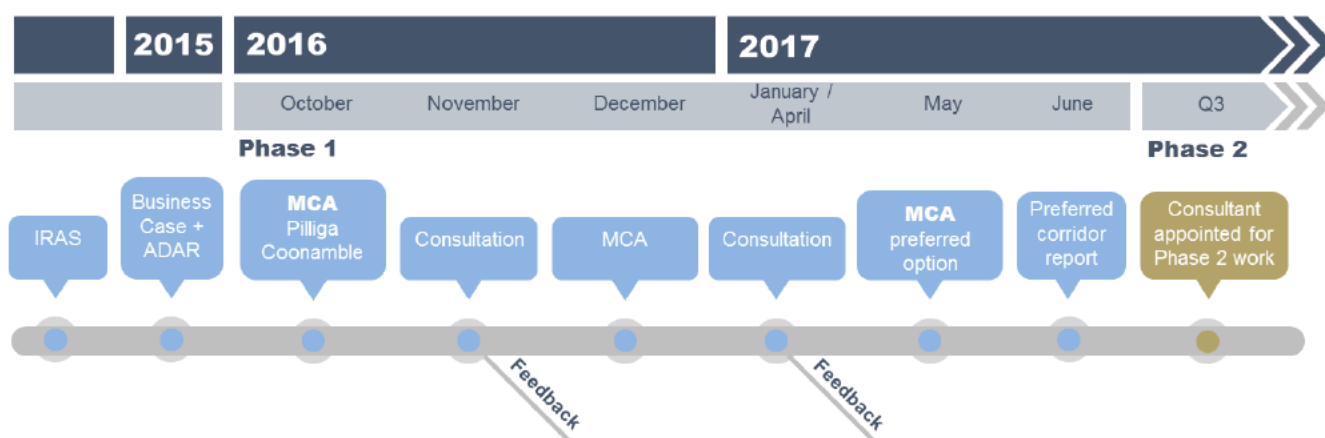 2015
2016
2017
October
November
December
January /
April
May
June
Q3
Phase 1
Phase 2
IRAS
Business
Case +
ADAR
MCA
Pilliga
Coonamble
Consultation
MCA
Consultation
MCA
preferred
option
Preferred
corridor
report
Consultant
appointed for
Phase 2 work
Feedback
Feedback